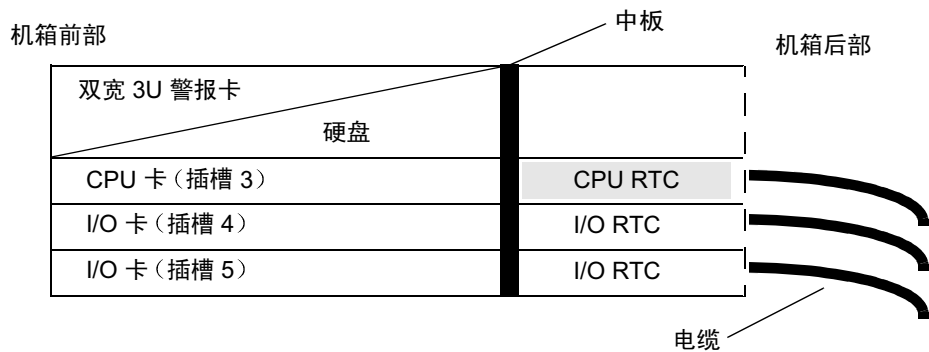 中板
机箱前部
机箱后部
双宽 3U 警报卡
硬盘
CPU 卡（插槽 3） CPU RTC
I/O 卡（插槽 4） I/O RTC
I/O 卡（插槽 5） I/O RTC
电缆